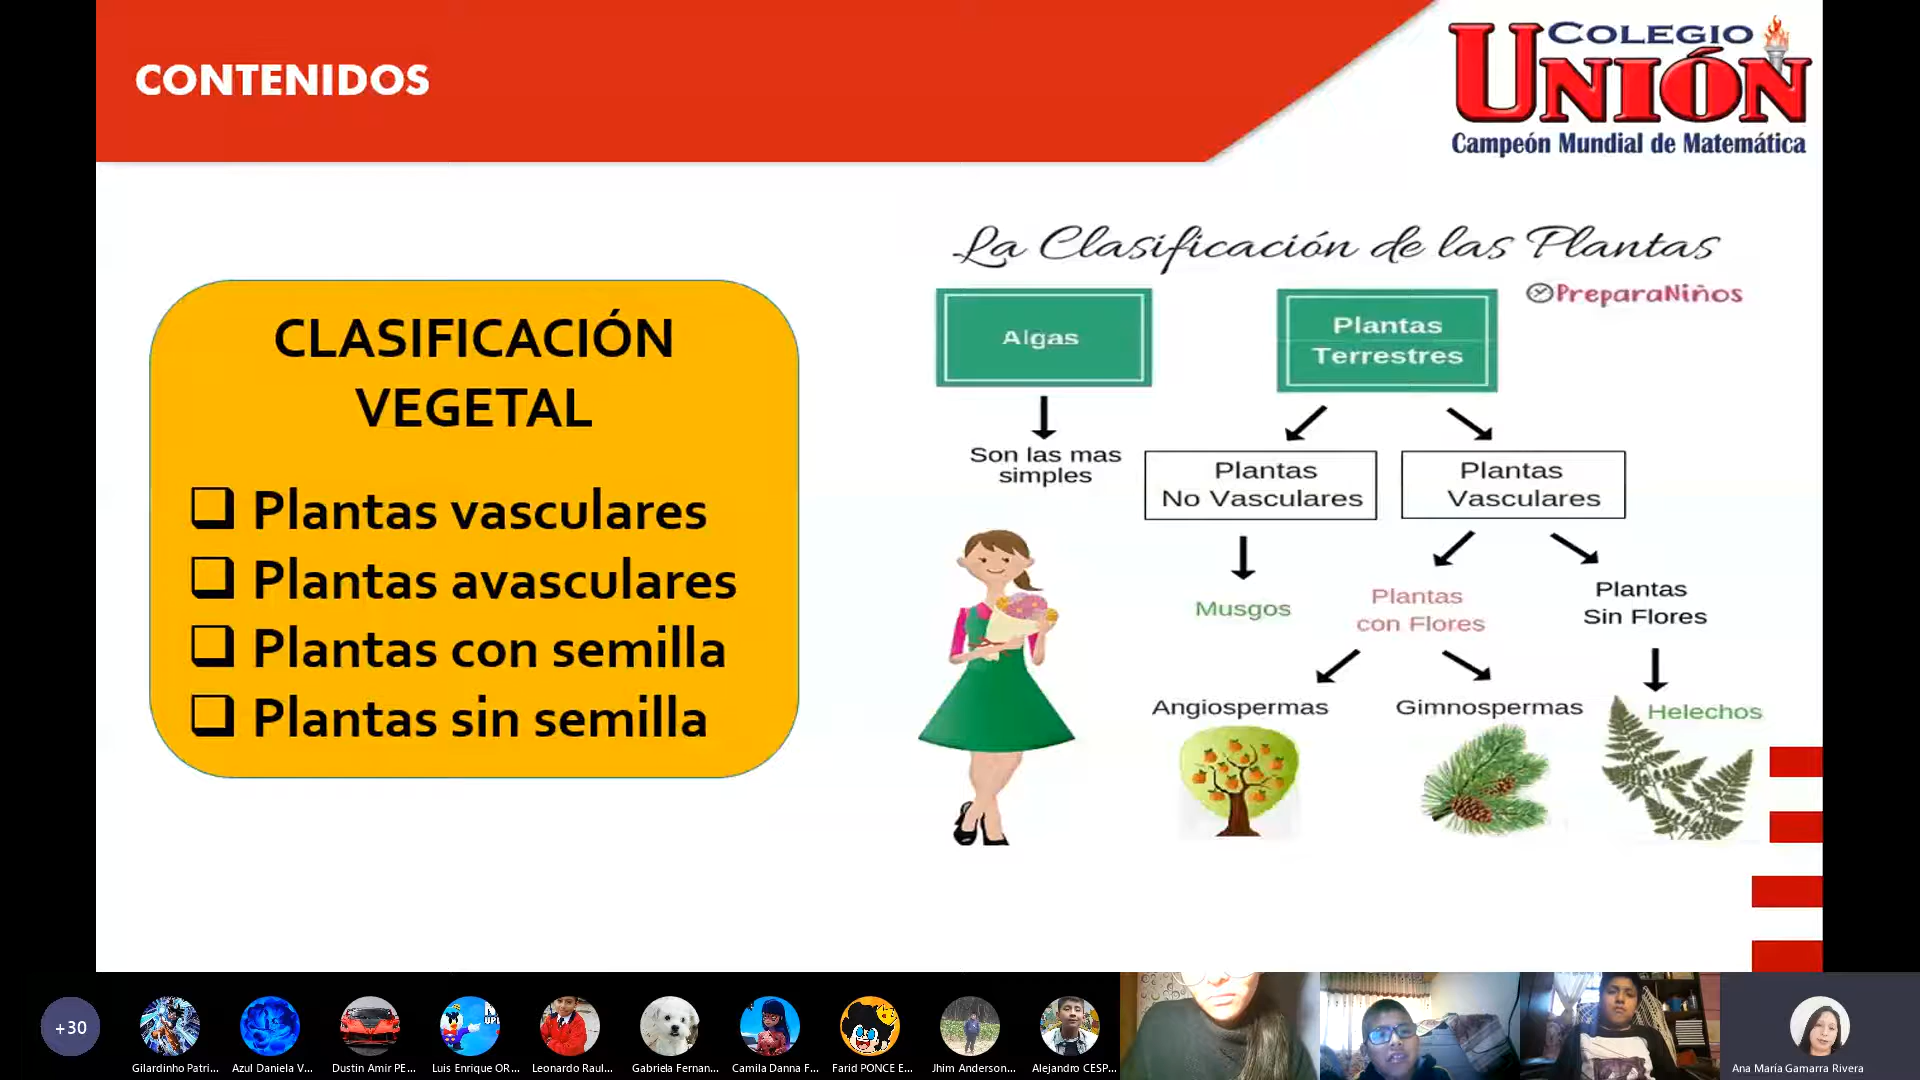 CONTENIDOS
COLEGIO
UNIÓN
Campeón Mundial de Matemática
CLASIFICACIÓN
VEGETAL
Plantas vasculares
Plantas avasculares
Plantas con semilla
Plantas sin semilla
La Clasificación de las Plantas
PreparaNiños
Algas
Plantas
Terrestres
Son las mas
simples
Plantas
No Vasculares
Plantas
Vasculares
Musgos
Plantas
con Flores
Plantas
Sin Flores
Angiospermas
Gimnospermas
Helechos
+30
Gilardinho Patri...
Azul Daniela V...
Dustin Amir PE...
Luis Enrique OR...
Leonardo Raul...
Gabriela Fernan...
Camila Danna F...
Farid PONCE E...
Jhim Anderson...
Alejandro CESP...
Ana María Gamarra Rivera